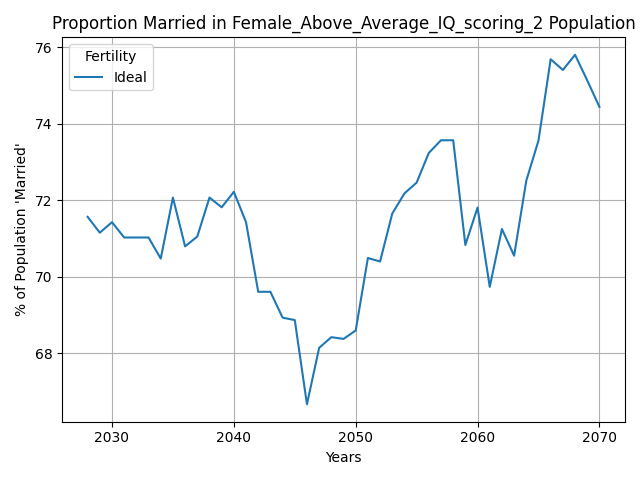 Proportion Married in Female_Above_Average_IQ_scoring_2 Population
Fertility
Ideal
% of Population 'Married'
76
74
72
70
68
2030
2040
2050
2060
2070
Years